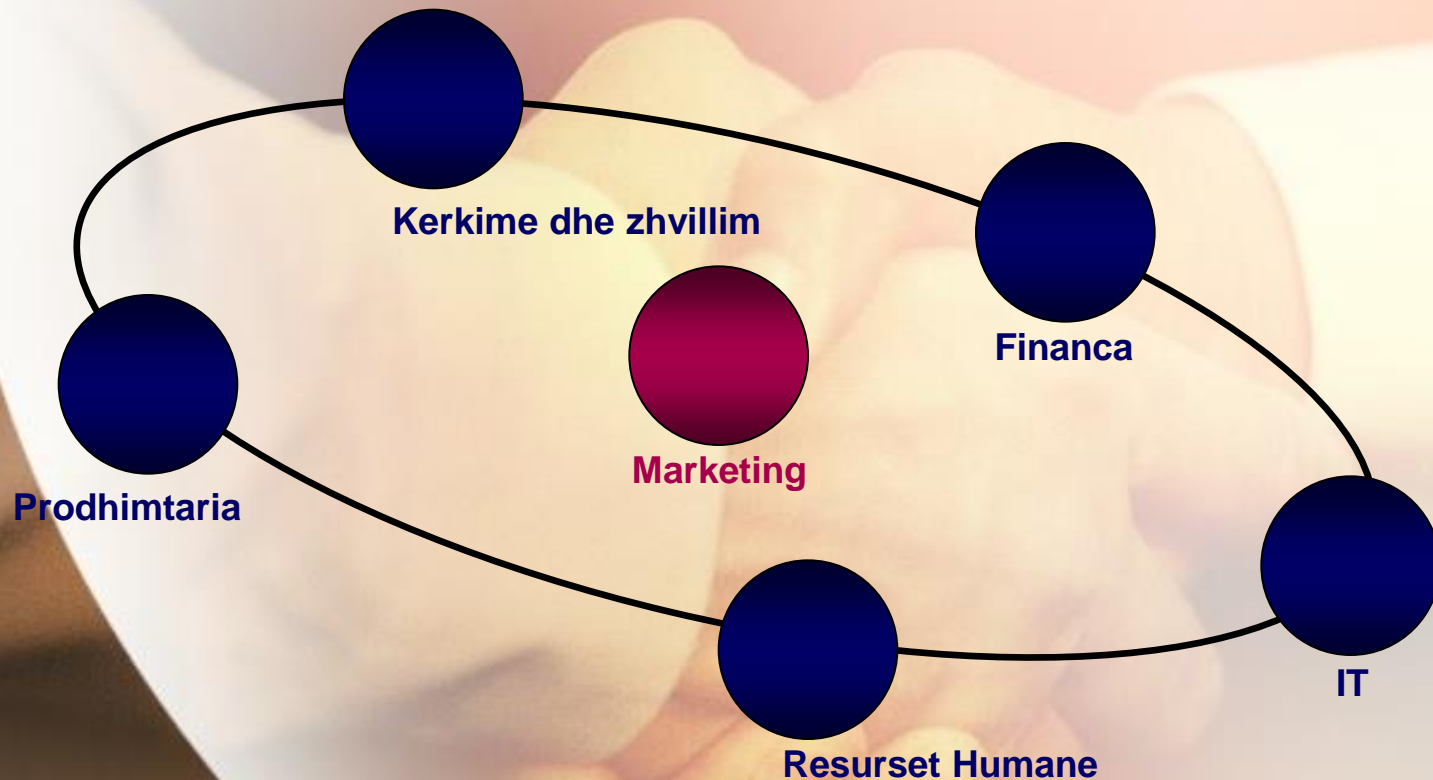 Kerkime dhe zhvillim
Financa
Marketing
Prodhimtaria
IT
Resurset Humane